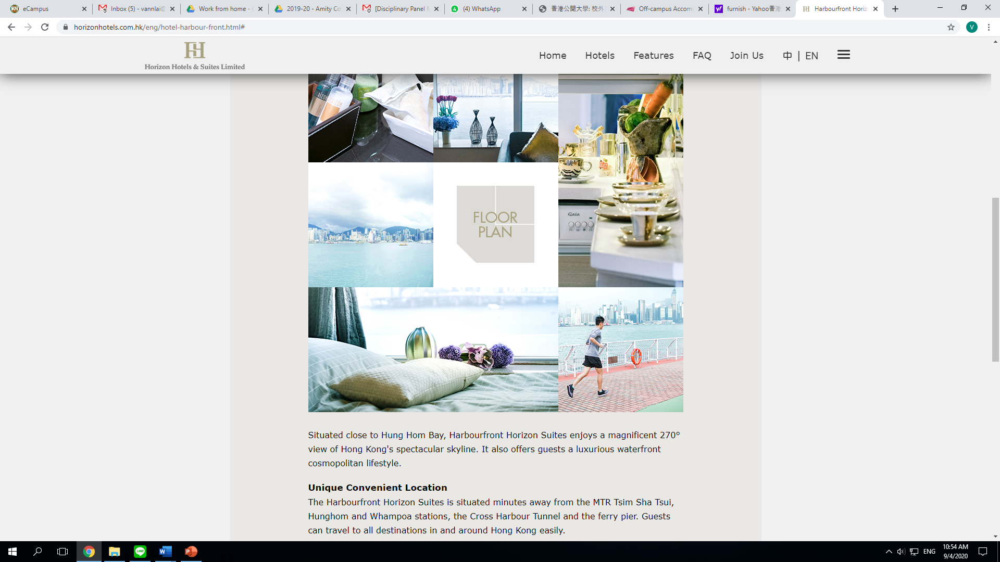 eCampus
Inbox (5) - vannlai@
Work from home -
2019-20 - Amity Co
[Disciplinary Panel
(4) WhatsApp
香港公開大學: 校外
Off-campus Accom
furnish - Yahoo香港
Harbourfront Horiz
horizonhotels.com.hk/eng/hotel-harbour-front.html#
V
Horizon Hotels & Suites Limited
Home
Hotels
Features
FAQ
Join Us
中 | EN
Gaia
FLOOR
PLAN
Situated close to Hung Hom Bay, Harbourfront Horizon Suites enjoys a magnificent 270°
view of Hong Kong's spectacular skyline. It also offers guests a luxurious waterfront
cosmopolitan lifestyle.
Unique Convenient Location
The Harbourfront Horizon Suites is situated minutes away from the MTR Tsim Sha Tsui,
Hunghom and Whampoa stations, the Cross Harbour Tunnel and the ferry pier. Guests
can travel to all destinations in and around Hong Kong easily.
ENG
10:54 AM
9/4/2020